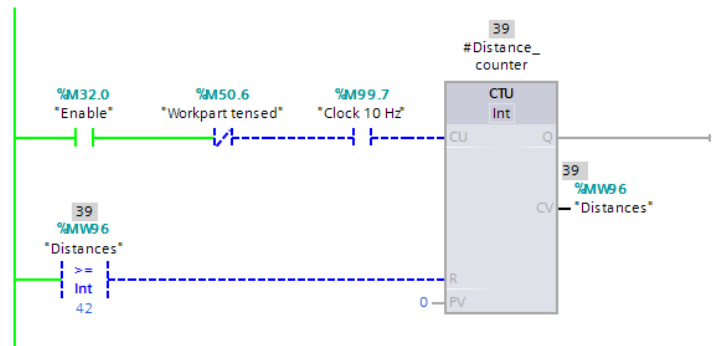 39
#Distance_
counter
%M32.0
"Enable"
%M50.6
"Workpart tensed"
%M99.7
"Clock 10 Hz"
CTU
Int
CU
Q
39
%MW96
CV
"Distances"
39
%MW96
"Distances"
>=
Int
42
R
0
PV